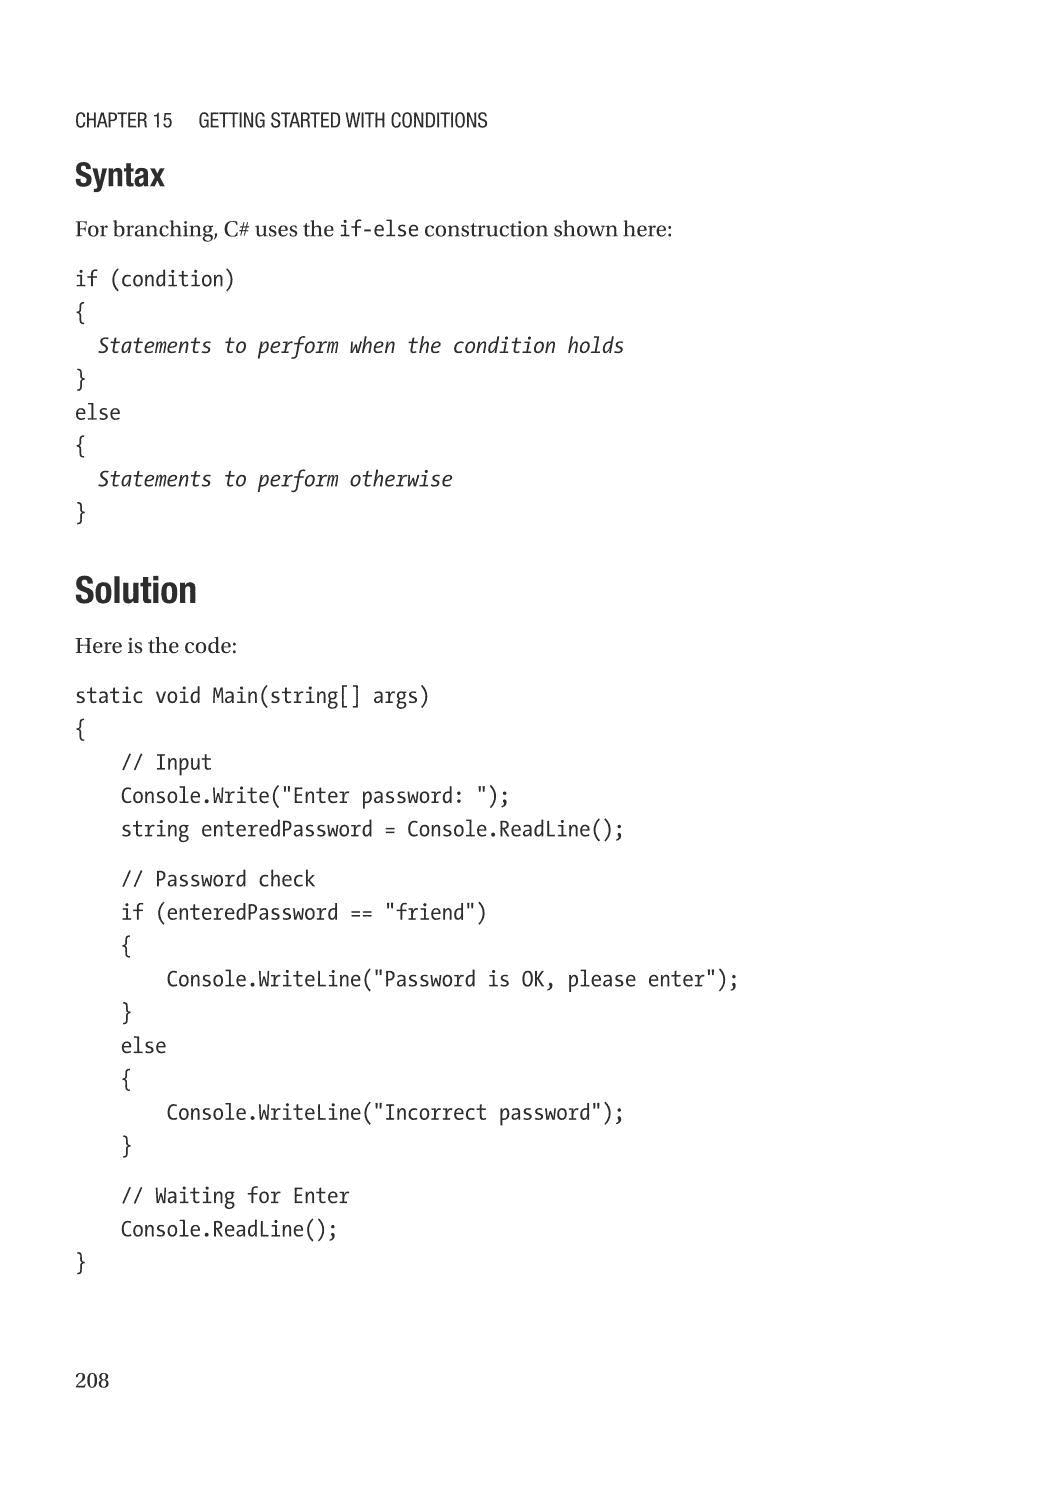 CHAPTER 15 GETTING STARTED WITH CONDITIONS
Syntax
For branching, C# uses the if-else construction shown here:
if (condition)
{
  Statements to perform when the condition holds
}
else
{
  Statements to perform otherwise
}
Solution
Here is the code:
static void Main(string[] args)
{
    // Input
    Console.Write("Enter password: ");
    string enteredPassword = Console.ReadLine();
    // Password check
    if (enteredPassword == "friend")
    {
        Console.WriteLine("Password is OK, please enter");
    }
    else
    {
        Console.WriteLine("Incorrect password");
    }
    // Waiting for Enter
    Console.ReadLine();
}
208